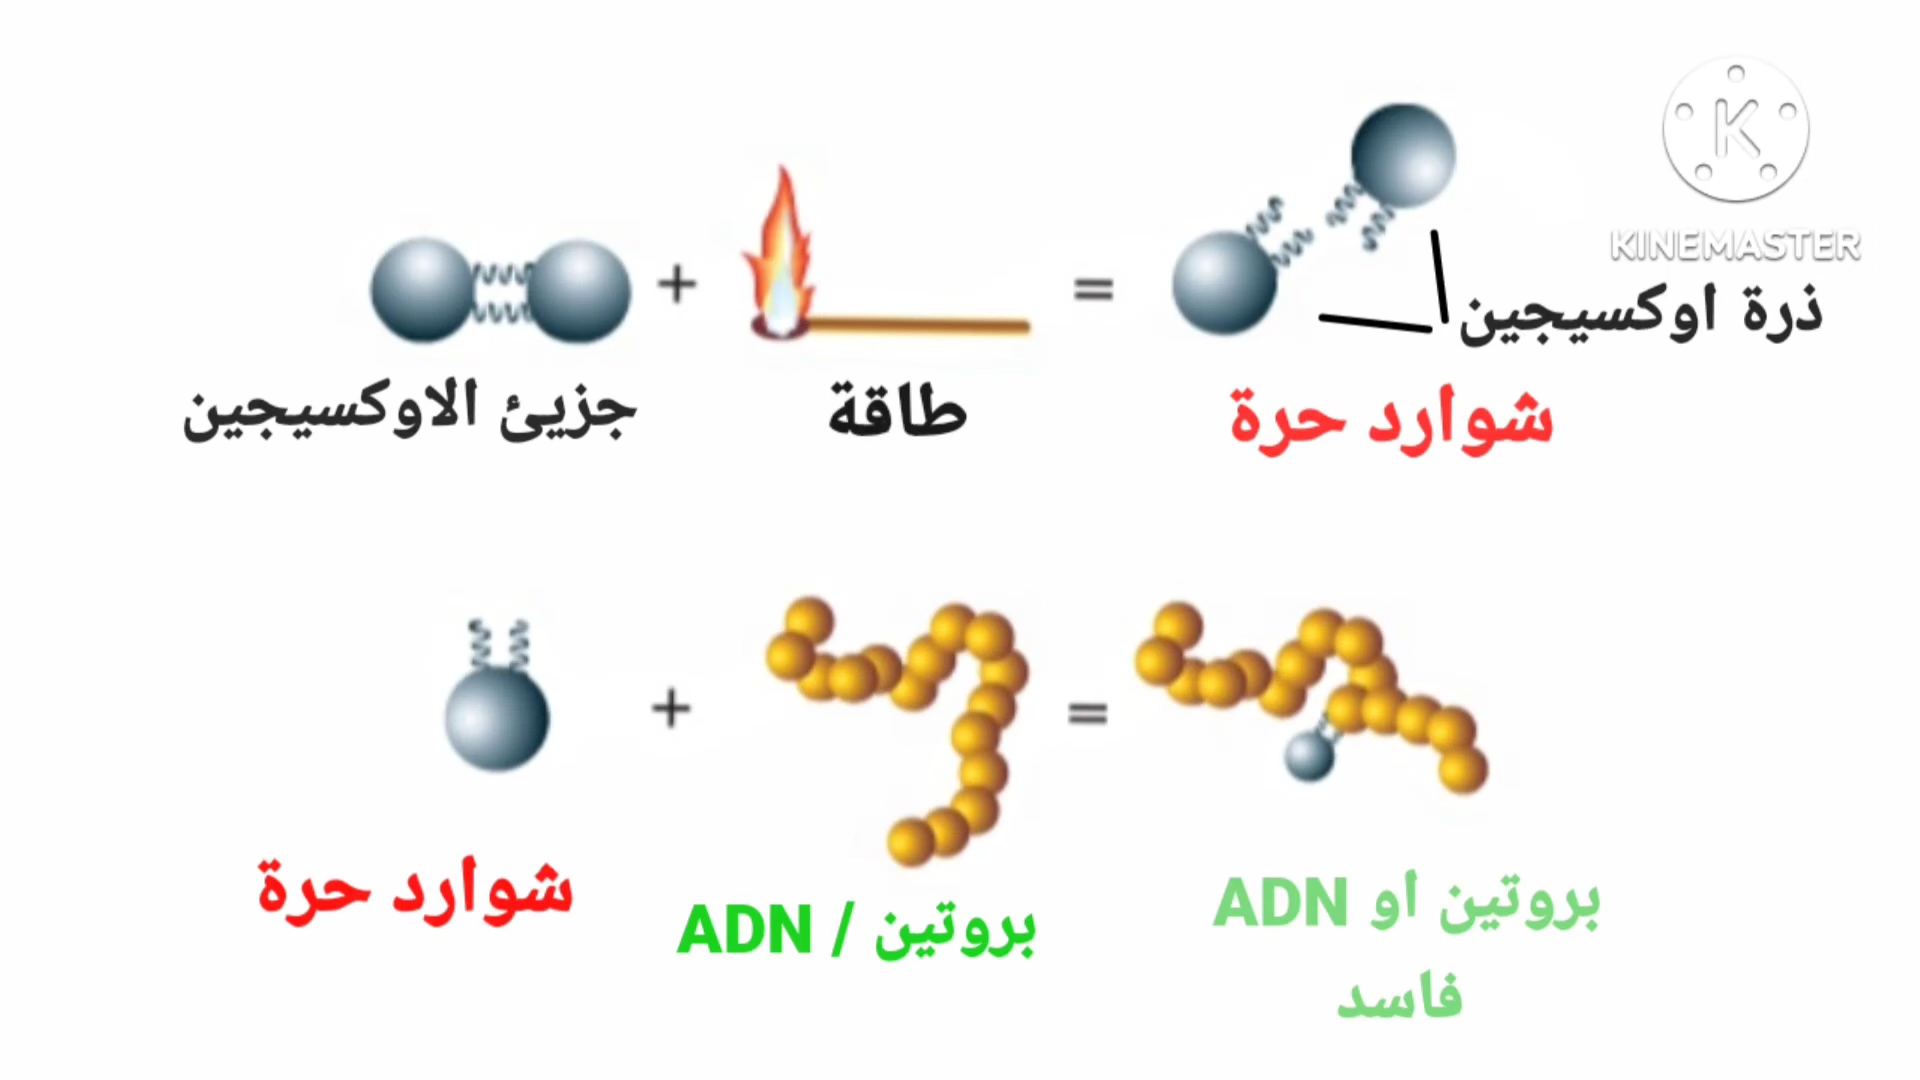 K
KINEMASTER
ذرة اوكسيجين
جزيئ الاوكسيجين
+
طاقة
=
شوارد حرة
شوارد حرة
+
بروتين / ADN
=
بروتين او ADN
فاسد